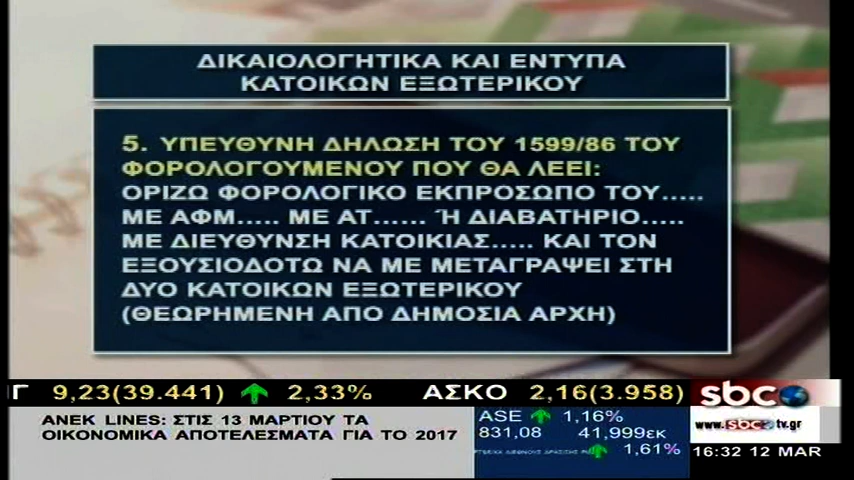 ΔΙΚΑΙΟΛΟΓΗΤΙΚΑ ΚΑΙ ΕΝΤΥΠΑ
ΚΑΤΟΙΚΩΝ ΕΞΩΤΕΡΙΚΟΥ
5. ΥΠΕΥΘΥΝΗ ΔΗΛΩΣΗ ΤΟΥ 1599/86 ΤΟΥ
ΦΟΡΟΛΟΓΟΥΜΕΝΟΥ ΠΟΥ ΘΑ ΛΕΕΙ:
ΟΡΙΖΩ ΦΟΡΟΛΟΓΙΚΟ ΕΚΠΡΟΣΩΠΟ ΤΟΥ.....
ΜΕ ΑΦΜ..... ΜΕ ΑΤ...... Ή ΔΙΑΒΑΤΗΡΙΟ.....
ΜΕ ΔΙΕΥΘΥΝΣΗ ΚΑΤΟΙΚΙΑΣ..... ΚΑΙ ΤΟΝ
ΕΞΟΥΣΙΟΔΟΤΩ ΝΑ ΜΕ ΜΕΤΑΓΡΑΨΕΙ ΣΤΗ
ΔΥΟ ΚΑΤΟΙΚΩΝ ΕΞΩΤΕΡΙΚΟΥ
(ΘΕΩΡΗΜΕΝΗ ΑΠΟ ΔΗΜΟΣΙΑ ΑΡΧΗ)
9,23(39.441) 2,33% ΑΣΚΟ 2,16(3.958)
sbc
ANEK LINES: ΣΤΙΣ 13 ΜΑΡΤΙΟΥ ΤΑ
ΟΙΚΟΝΟΜΙΚΑ ΑΠΟΤΕΛΕΣΜΑΤΑ ΓΙΑ ΤΟ 2017
ASE 1,16%
831,08 41,999εκ
1,61%
www.sbctv.gr
16:32 12 MAR